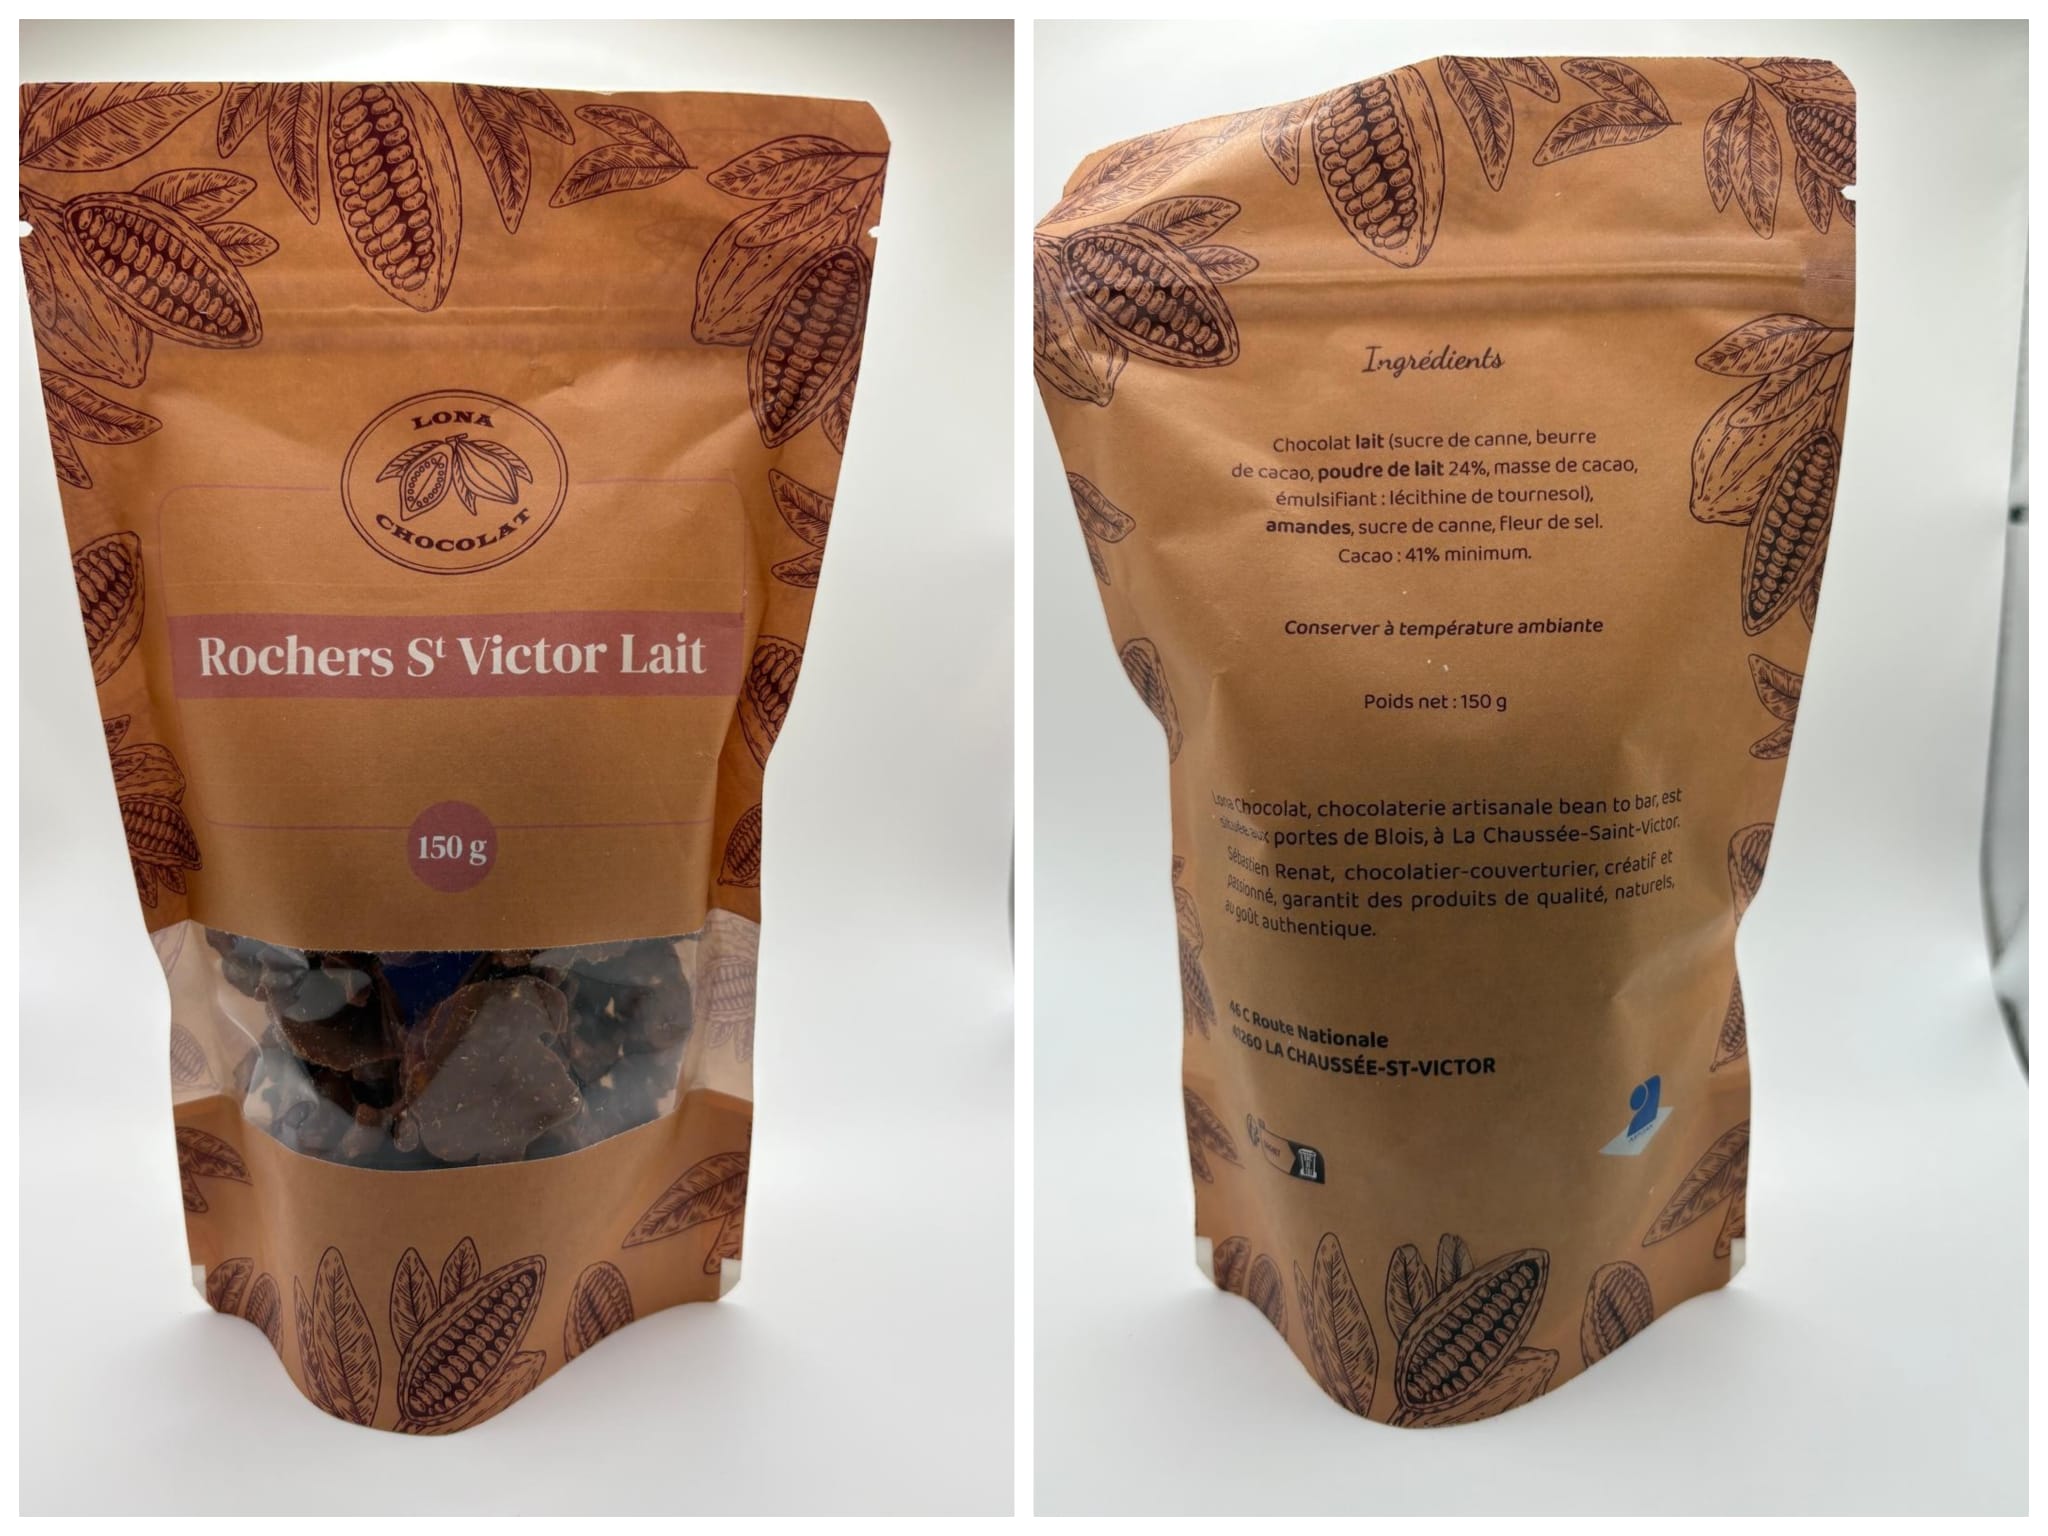 LONA
CHOCOLAT
Rochers Sᵗ Victor Lait
150 g
Ingrédients
Chocolat lait (sucre de canne, beurre
de cacao, poudre de lait 24%, masse de cacao,
émulsifiant : lécithine de tournesol),
amandes, sucre de canne, fleur de sel.
Cacao : 41% minimum.
Conserver à température ambiante
Poids net : 150 g
Lona Chocolat, chocolaterie artisanale bean to bar, est
située aux portes de Blois, à La Chaussée-Saint-Victor.
Sébastien Renat, chocolatier-couverturier, créatif et
passionné, garantit des produits de qualité, naturels,
au goût authentique.
46 C Route Nationale
41260 LA CHAUSSÉE-ST-VICTOR
ARTISAN